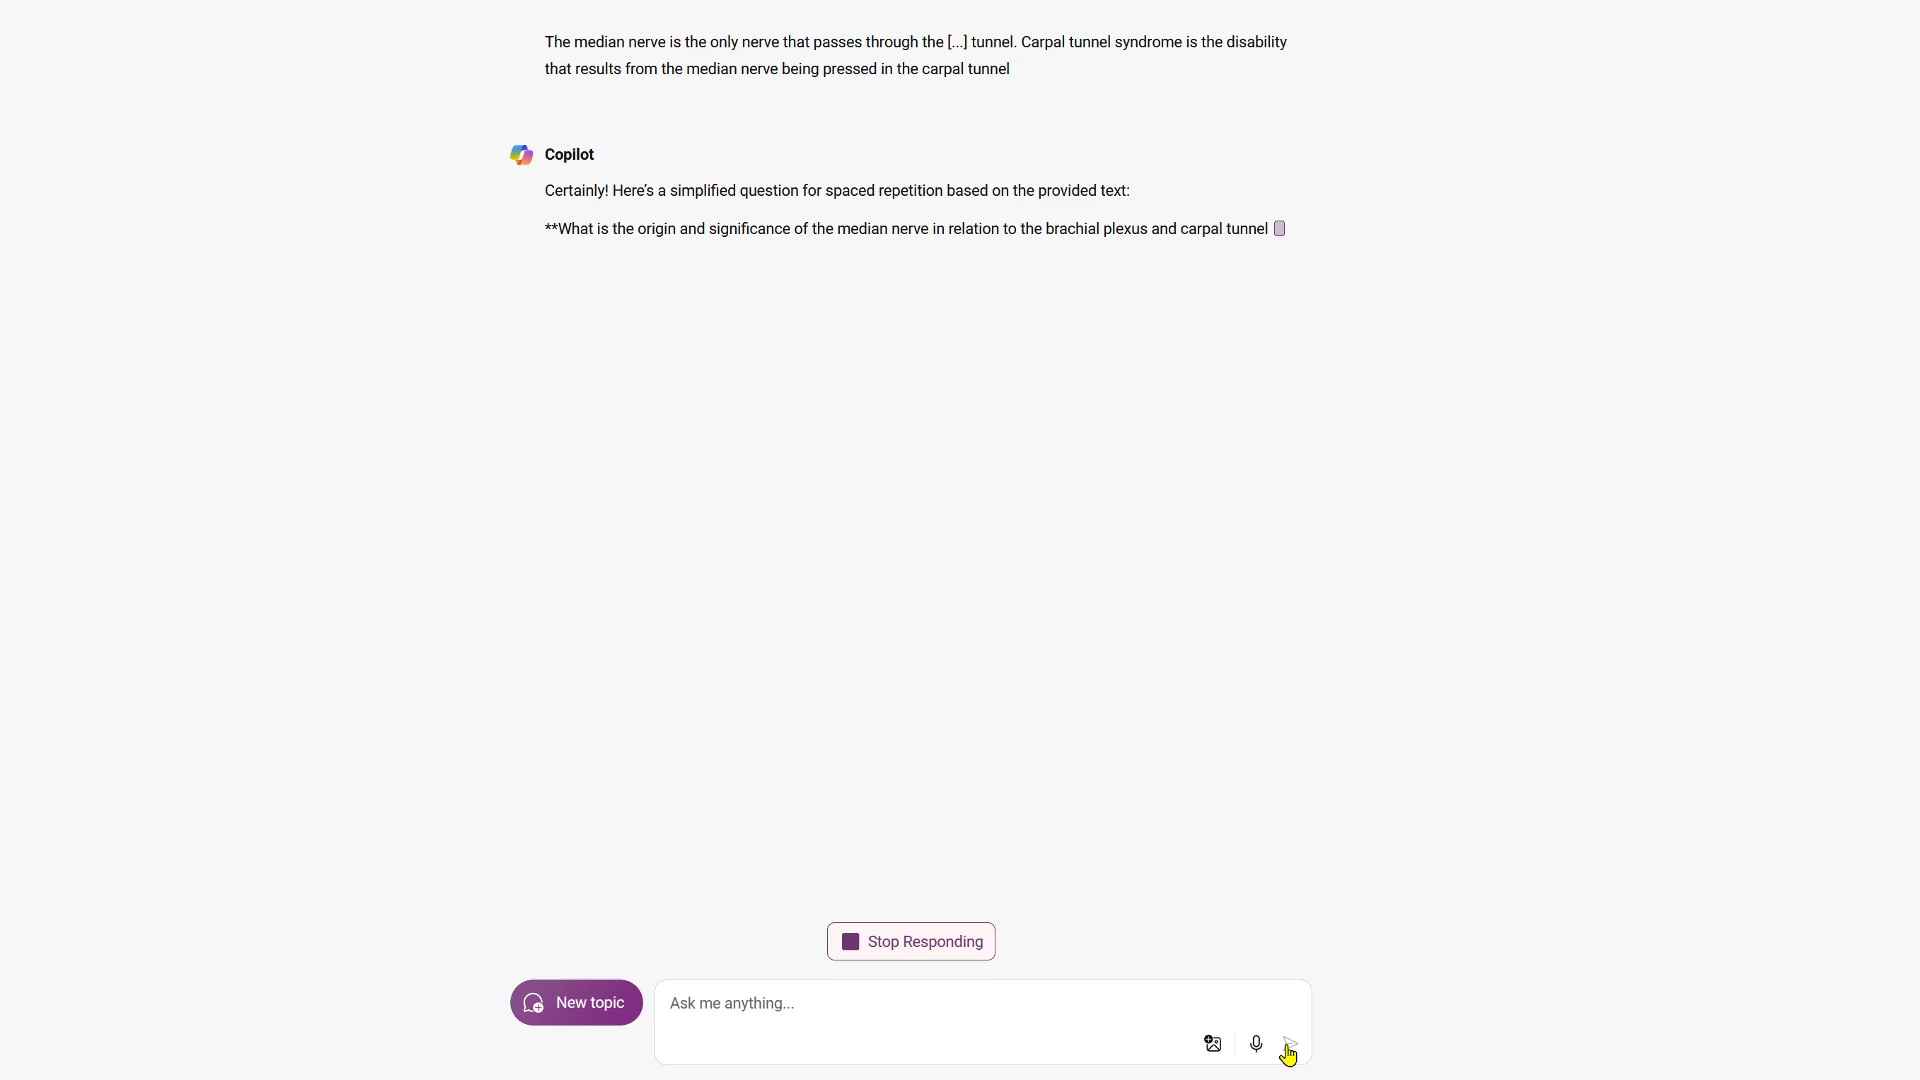 The median nerve is the only nerve that passes through the [...] tunnel. Carpal tunnel syndrome is the disability
that results from the median nerve being pressed in the carpal tunnel
Copilot
Certainly! Here's a simplified question for spaced repetition based on the provided text:
**What is the origin and significance of the median nerve in relation to the brachial plexus and carpal tunnel
Stop Responding
New topic
Ask me anything...